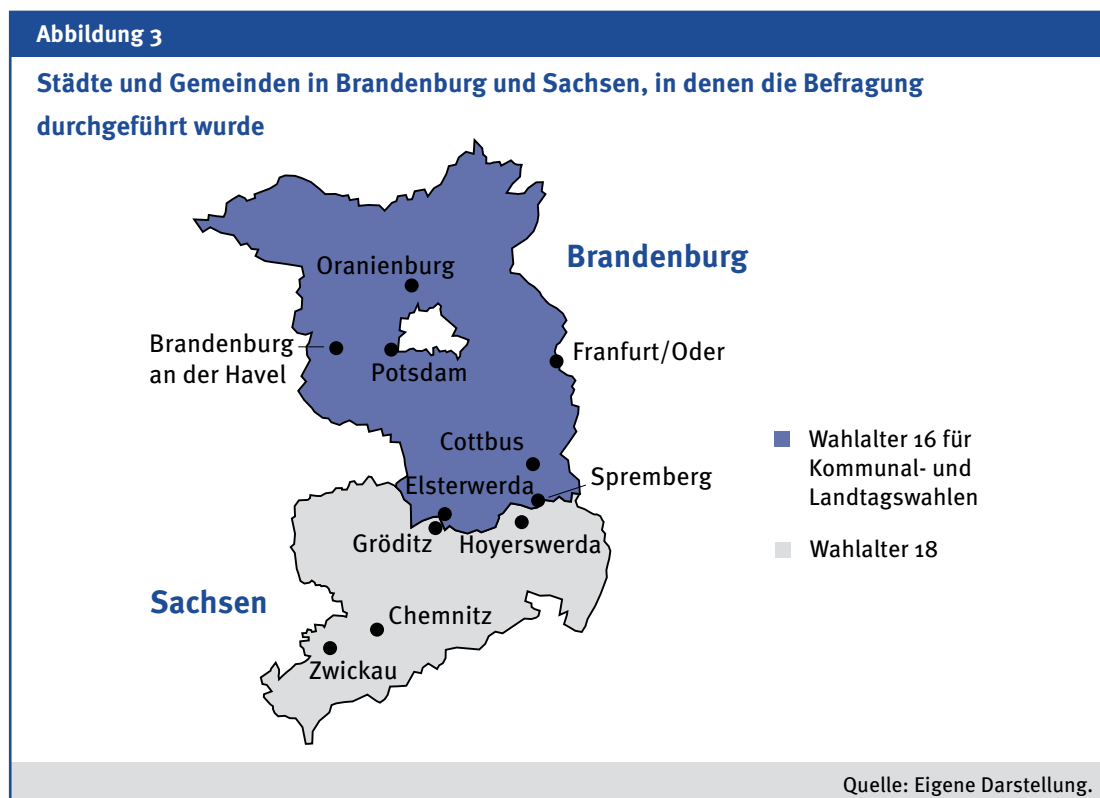 Abbildung 3
Städte und Gemeinden in Brandenburg und Sachsen, in denen die Befragung
durchgeführt wurde
Brandenburg
Oranienburg
Brandenburg
an der Havel
Potsdam
Franfurt/Oder
Cottbus
Elsterwerda
Spremberg
Gröditz
Hoyerswerda
Sachsen
Chemnitz
Zwickau
Wahlalter 16 für
Kommunal- und
Landtagswahlen
Wahlalter 18
Quelle: Eigene Darstellung.